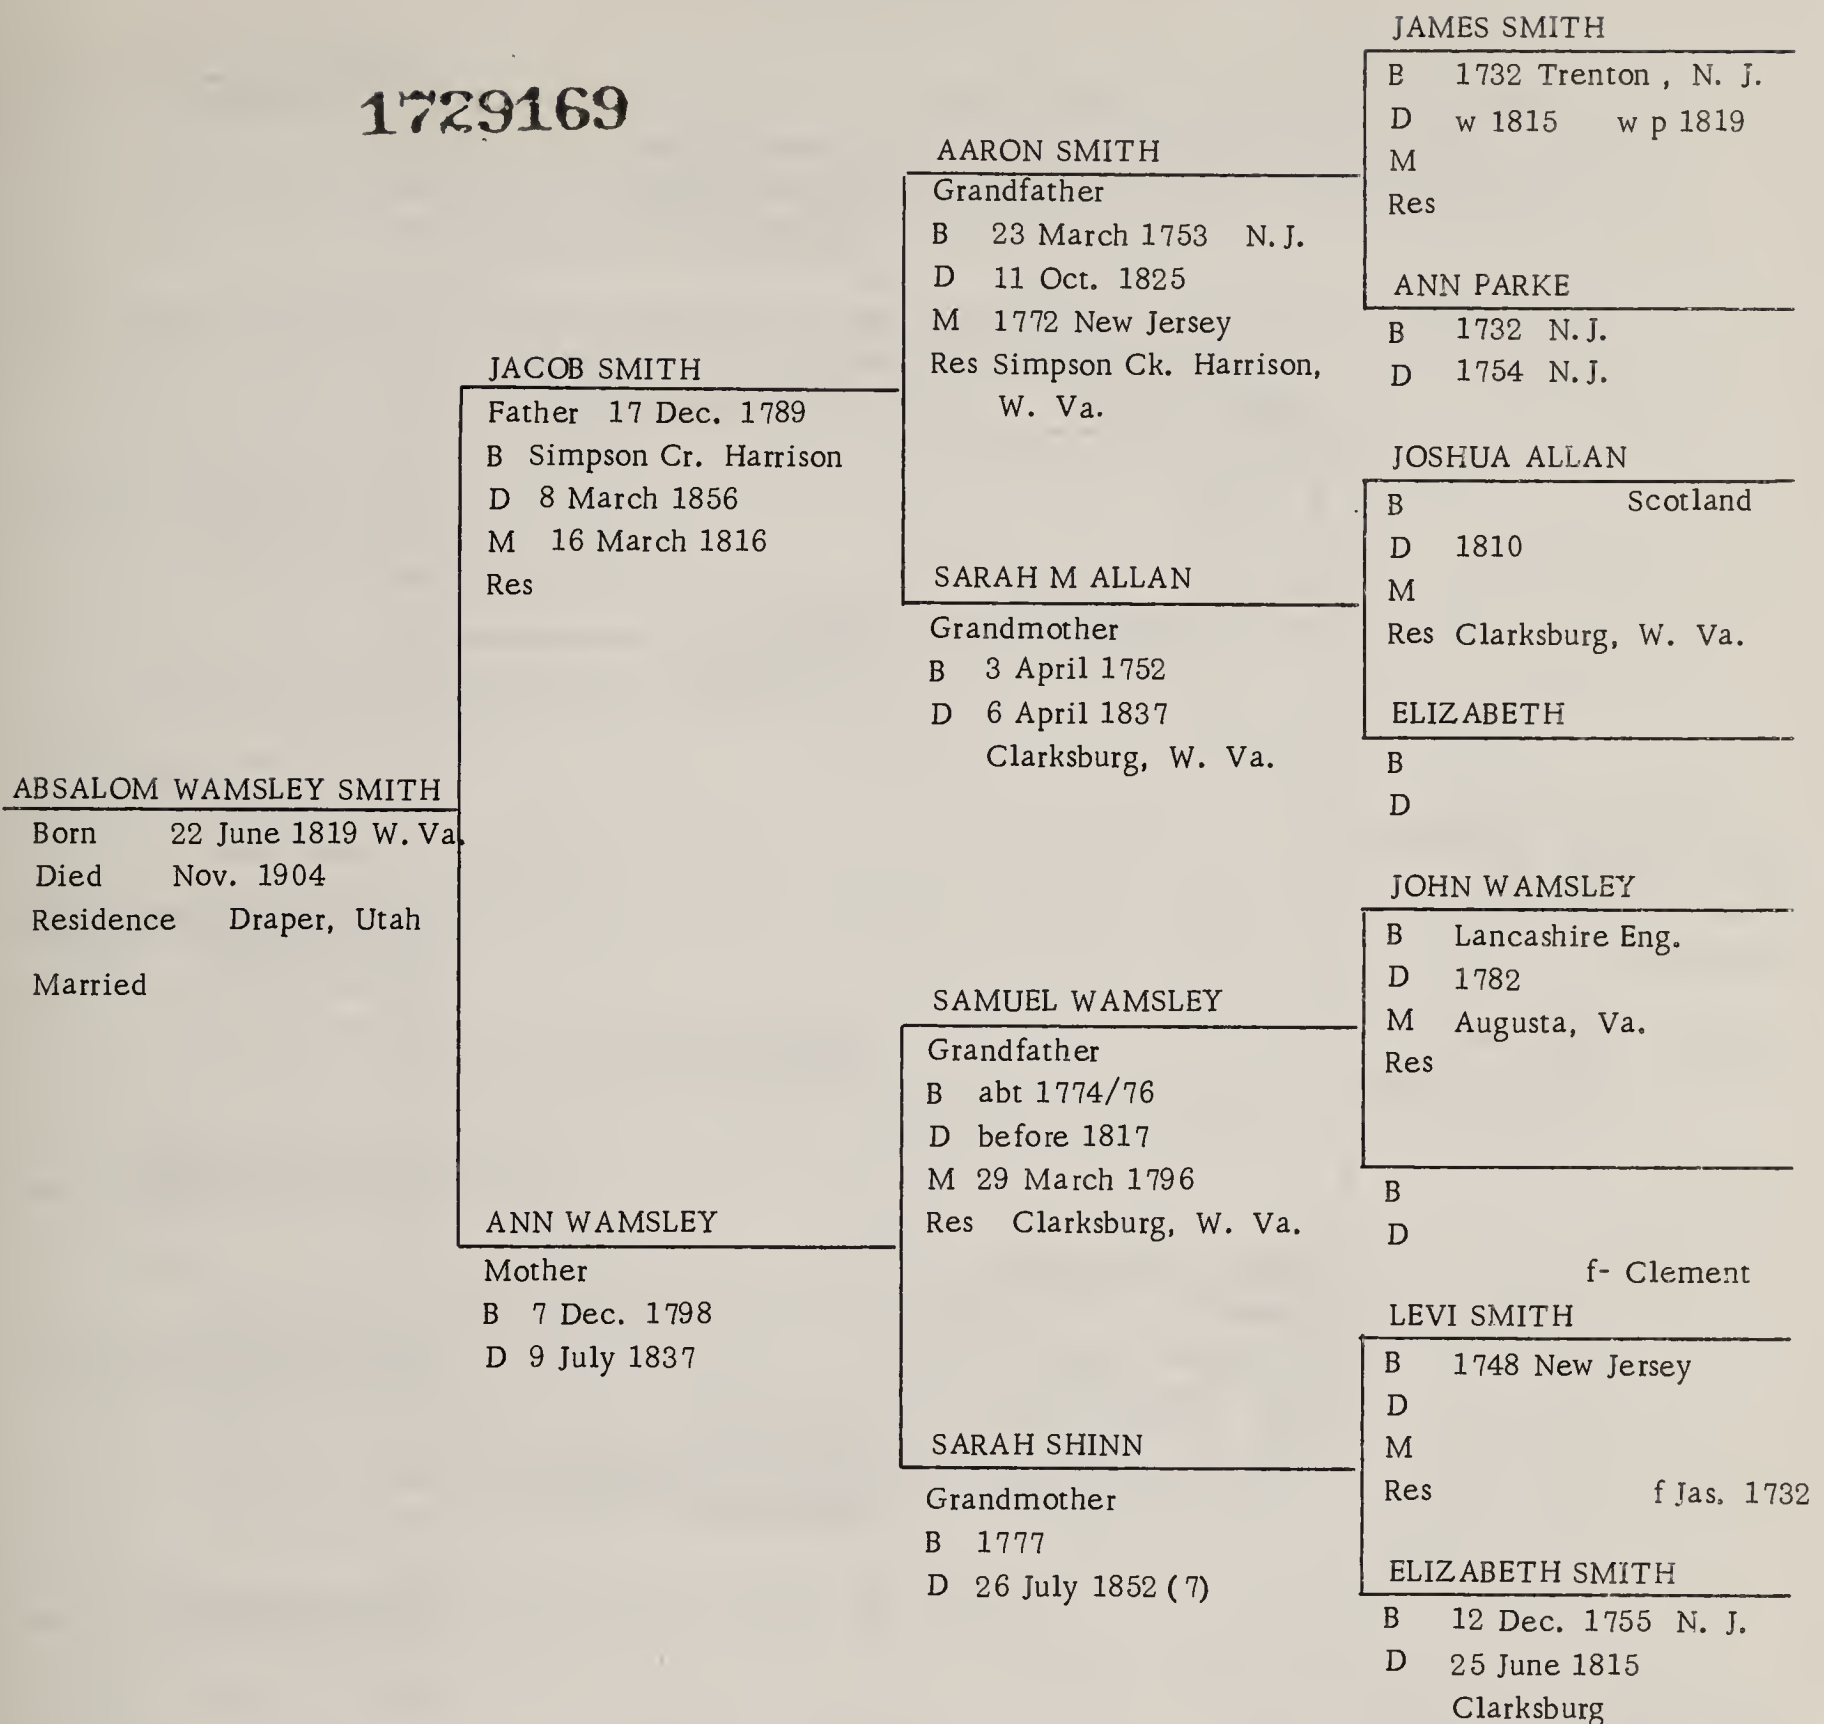 1729169
ABSALOM WAMSLEY SMITH
Born 22 June 1819 W. Va.
Died Nov. 1904
Residence Draper, Utah
Married
JACOB SMITH
Father 17 Dec. 1789
B Simpson Cr. Harrison
D 8 March 1856
M 16 March 1816
Res
ANN WAMSLEY
Mother
B 7 Dec. 1798
D 9 July 1837
AARON SMITH
Grandfather
B 23 March 1753 N. J.
D 11 Oct. 1825
M 1772 New Jersey
Res Simpson Ck. Harrison,
W. Va.
SARAH M ALLAN
Grandmother
B 3 April 1752
D 6 April 1837
Clarksburg, W. Va.
SAMUEL WAMSLEY
Grandfather
B abt 1774/76
D before 1817
M 29 March 1796
Res Clarksburg, W. Va.
SARAH SHINN
Grandmother
B 1777
D 26 July 1852 (7)
JAMES SMITH
B 1732 Trenton, N. J.
D w 1815 w p 1819
M
Res
ANN PARKE
B 1732 N. J.
D 1754 N. J.
JOSHUA ALLAN
B Scotland
D 1810
M
Res Clarksburg, W. Va.
ELIZABETH
B
D
JOHN WAMSLEY
B Lancashire Eng.
D 1782
M Augusta, Va.
Res
B
D
f- Clement
LEVI SMITH
B 1748 New Jersey
D
M
Res f Jas. 1732
ELIZABETH SMITH
B 12 Dec. 1755 N. J.
D 25 June 1815
Clarksburg